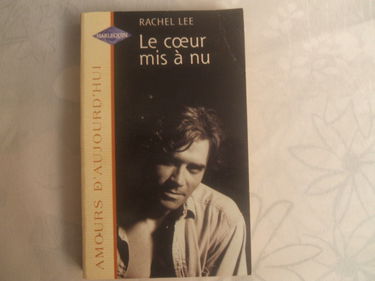 RACHEL LEE
HARLEQUIN
Le cœur
mis à nu
AMOURS D'AUJOURD'HUI